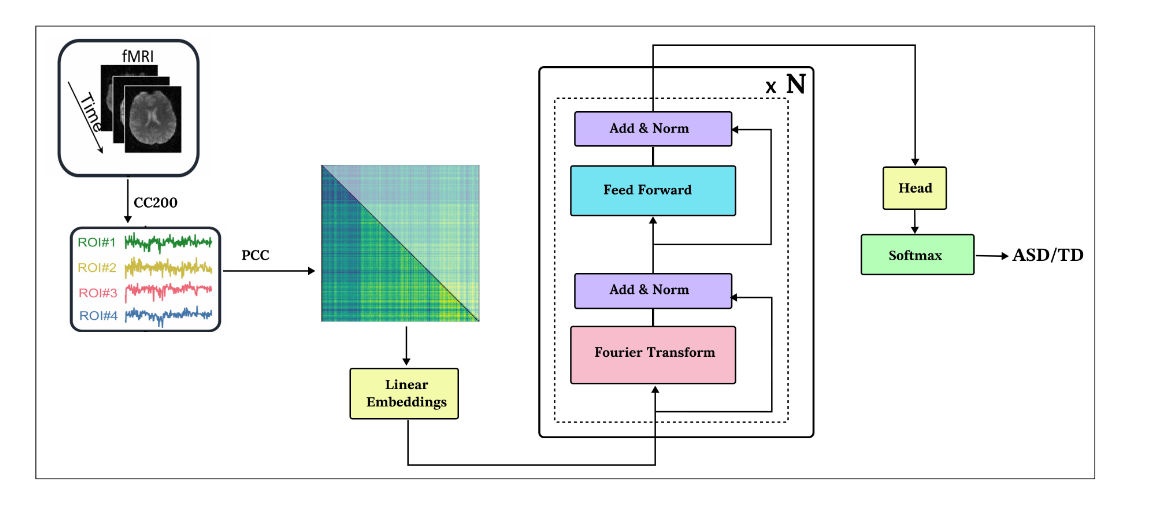 fMRI
Time
CC200
ROI#1
ROI#2
ROI#3
ROI#4
PCC
Linear
Embeddings
x N
Add & Norm
Feed Forward
Add & Norm
Fourier Transform
Head
Softmax
ASD/TD